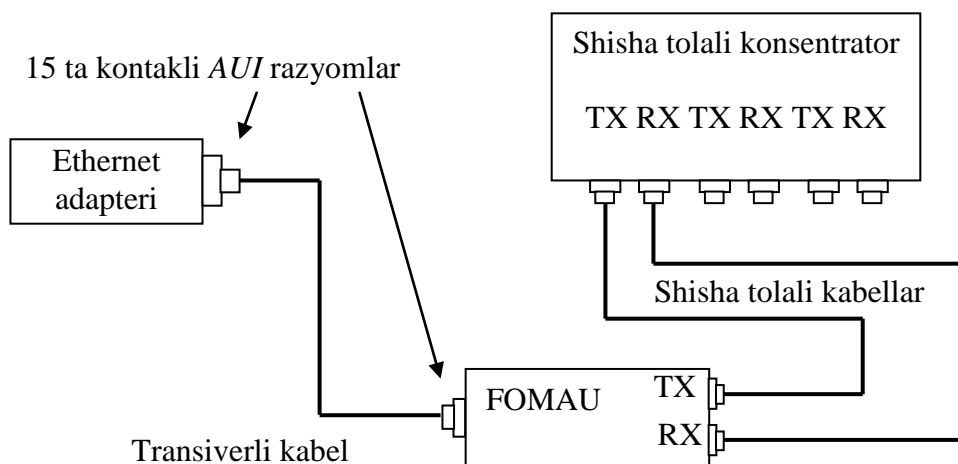 Shisha tolali konsentrator
15 ta kontakli AUI razyomlar
TX RX TX RX TX RX
Ethernet
adapteri
Shisha tolali kabellar
FOMAU
TX
RX
Transiverli kabel